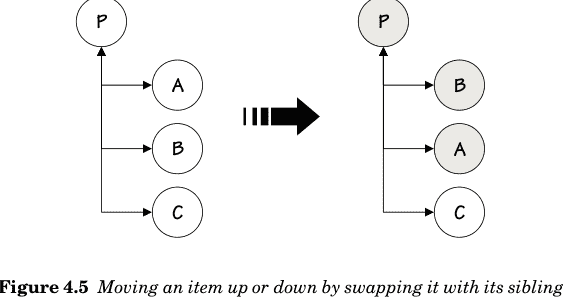 P
P
A
B
B
A
C
C
Figure 4.5 Moving an item up or down by swapping it with its sibling